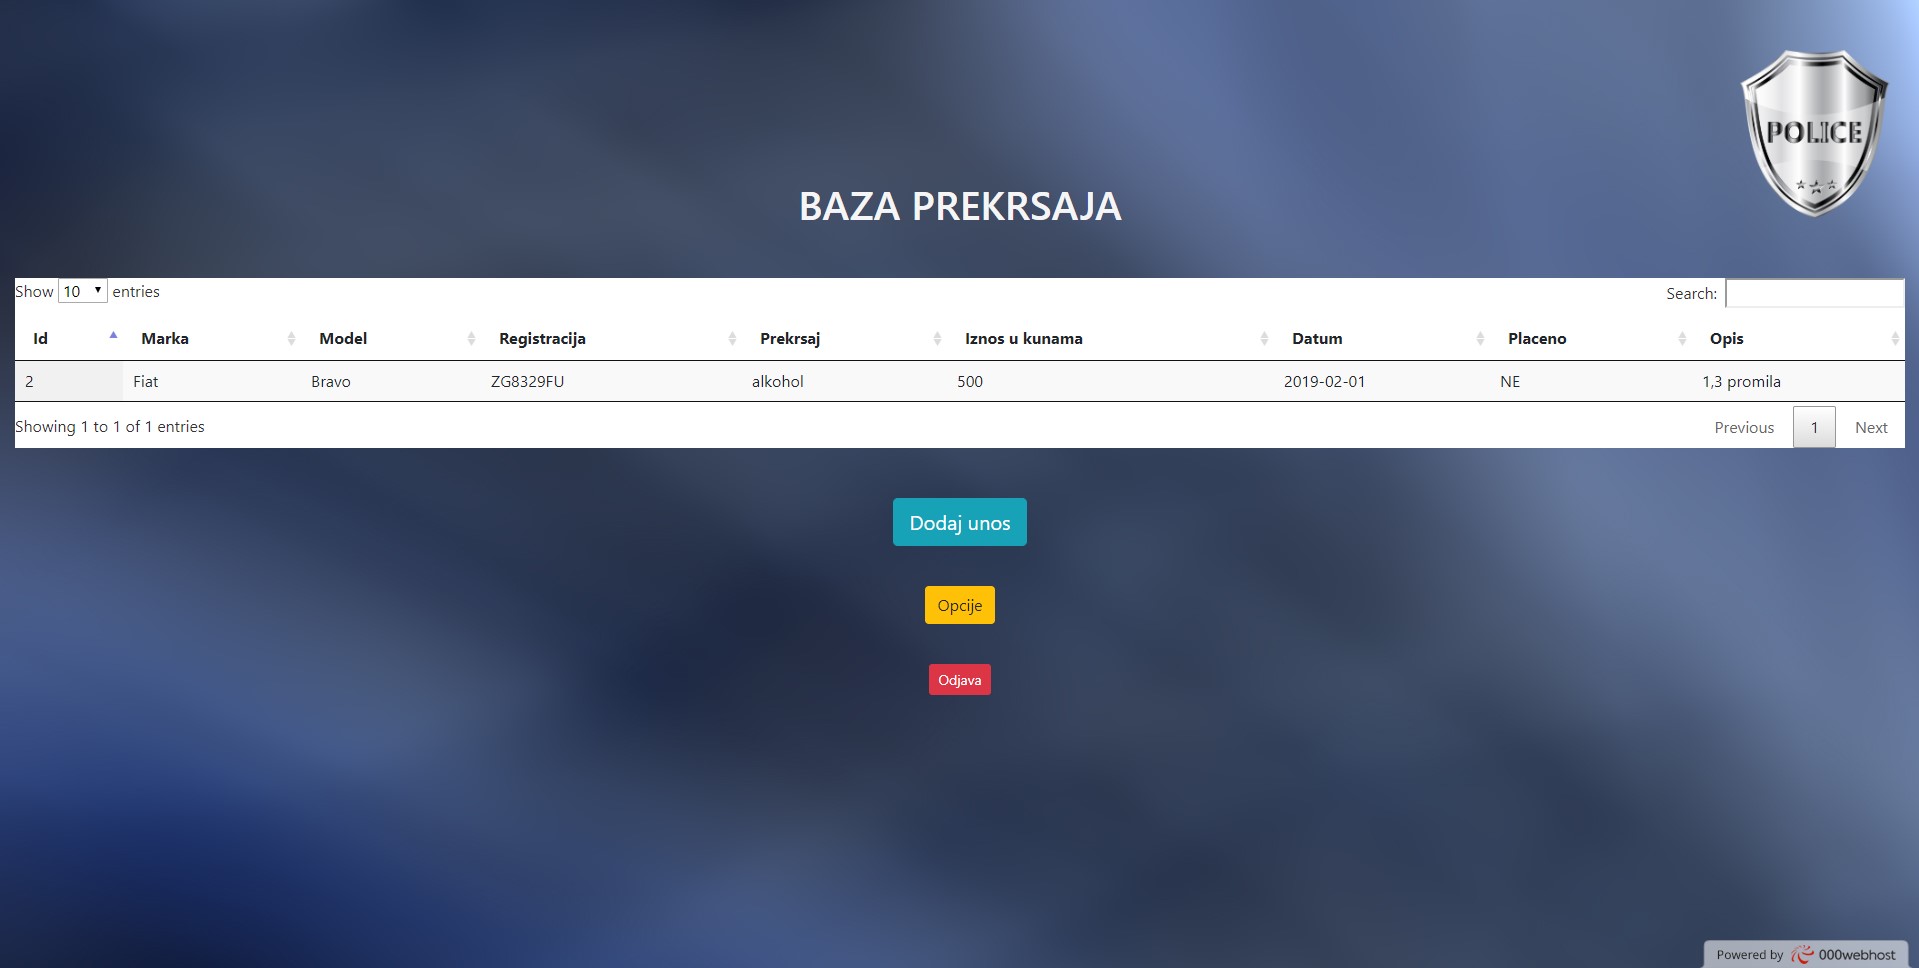 POLICE
BAZA PREKRSAJA
Show 10 entries
Search:
Id Marka Model Registracija Prekrsaj Iznos u kunama Datum Placeno Opis
2 Fiat Bravo ZG8329FU alkohol 500 2019-02-01 NE 1,3 promila
Showing 1 to 1 of 1 entries
Previous 1 Next
Dodaj unos
Opcije
Odjava
Powered by 000webhost